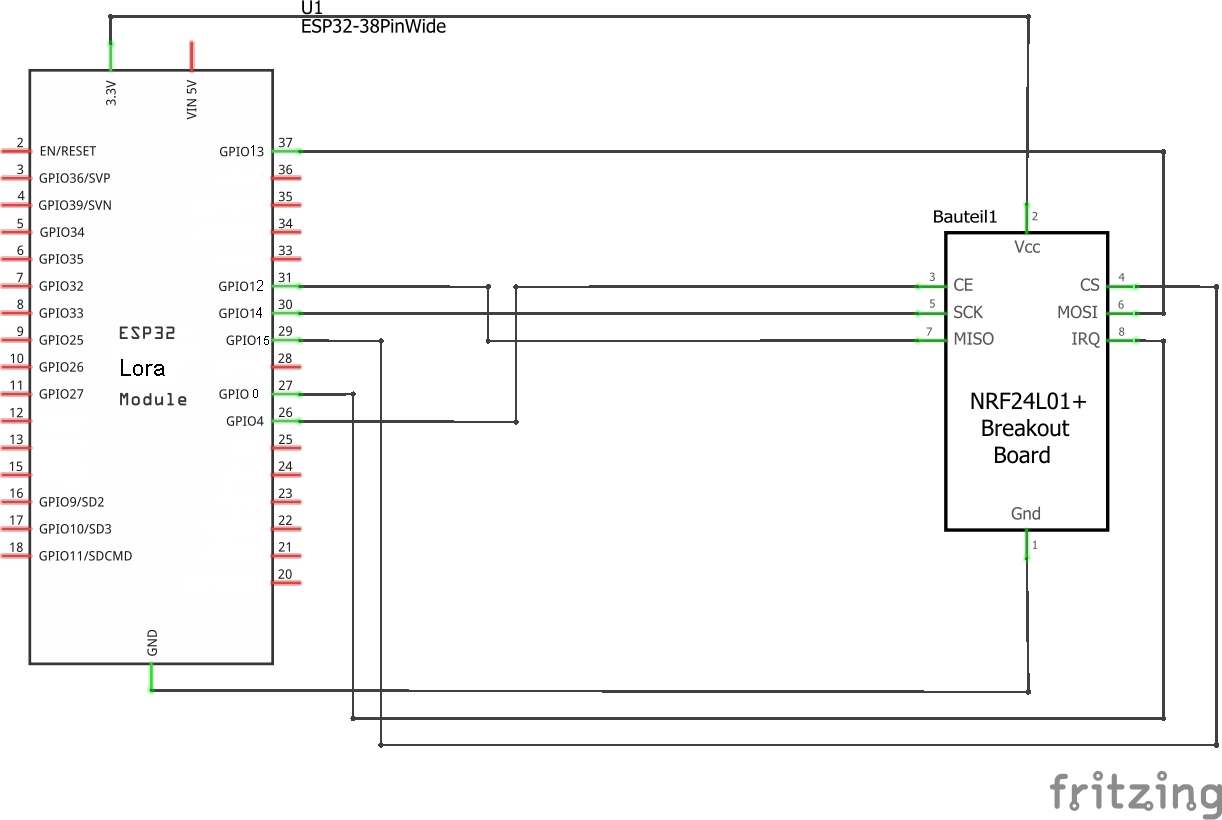 U1
ESP32-38PinWide
3.3V
VIN 5V
2 EN/RESET
3 GPIO36/SVP
4 GPIO39/SVN
5 GPIO34
6 GPIO35
7 GPIO32
8 GPIO33
9 GPIO25
10 GPIO26
11 GPIO27
12
13
15
16 GPIO9/SD2
17 GPIO10/SD3
18 GPIO11/SDCMD
ESP32
Lora
Module
GPIO13 37
36
35
34
33
GPIO12 31
GPIO14 30
GPIO15 29
28
GPIO 0 27
GPIO4 26
25
24
23
22
21
20
GND
Bauteil1
2
Vcc
3 CE
5 SCK
7 MISO
CS 4
MOSI 6
IRQ 8
NRF24L01+
Breakout
Board
Gnd
1
fritzing